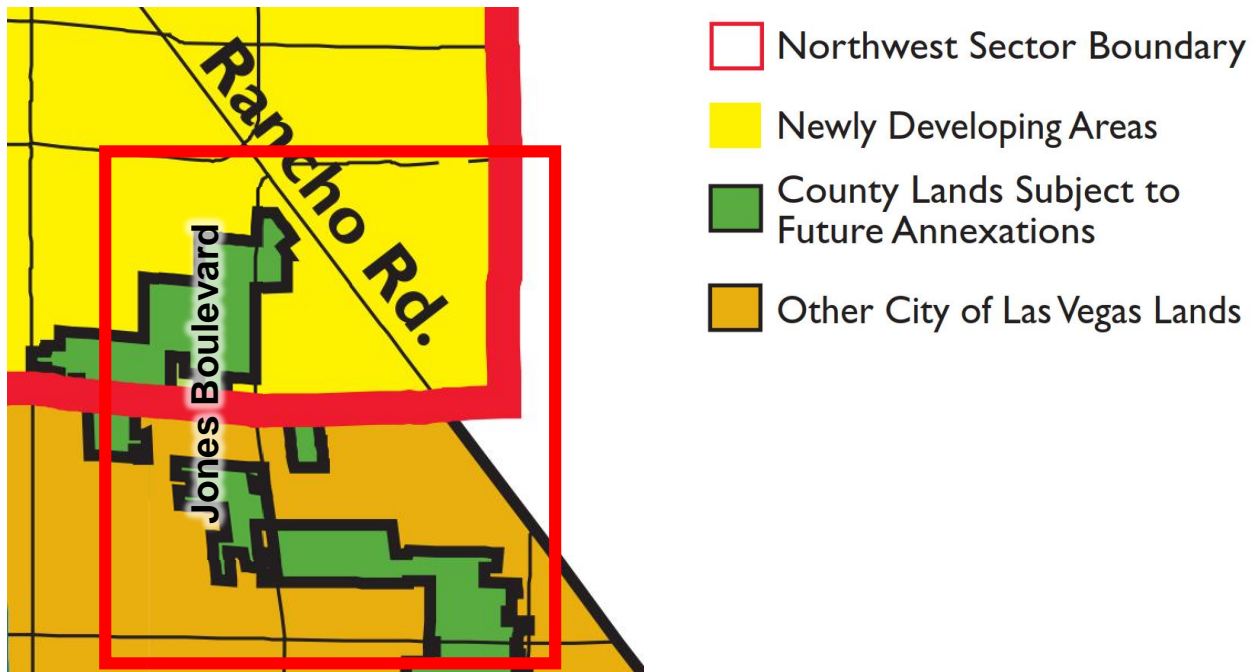 Rancho Rd.
Jones Boulevard
Northwest Sector Boundary
Newly Developing Areas
County Lands Subject to
Future Annexations
Other City of Las Vegas Lands